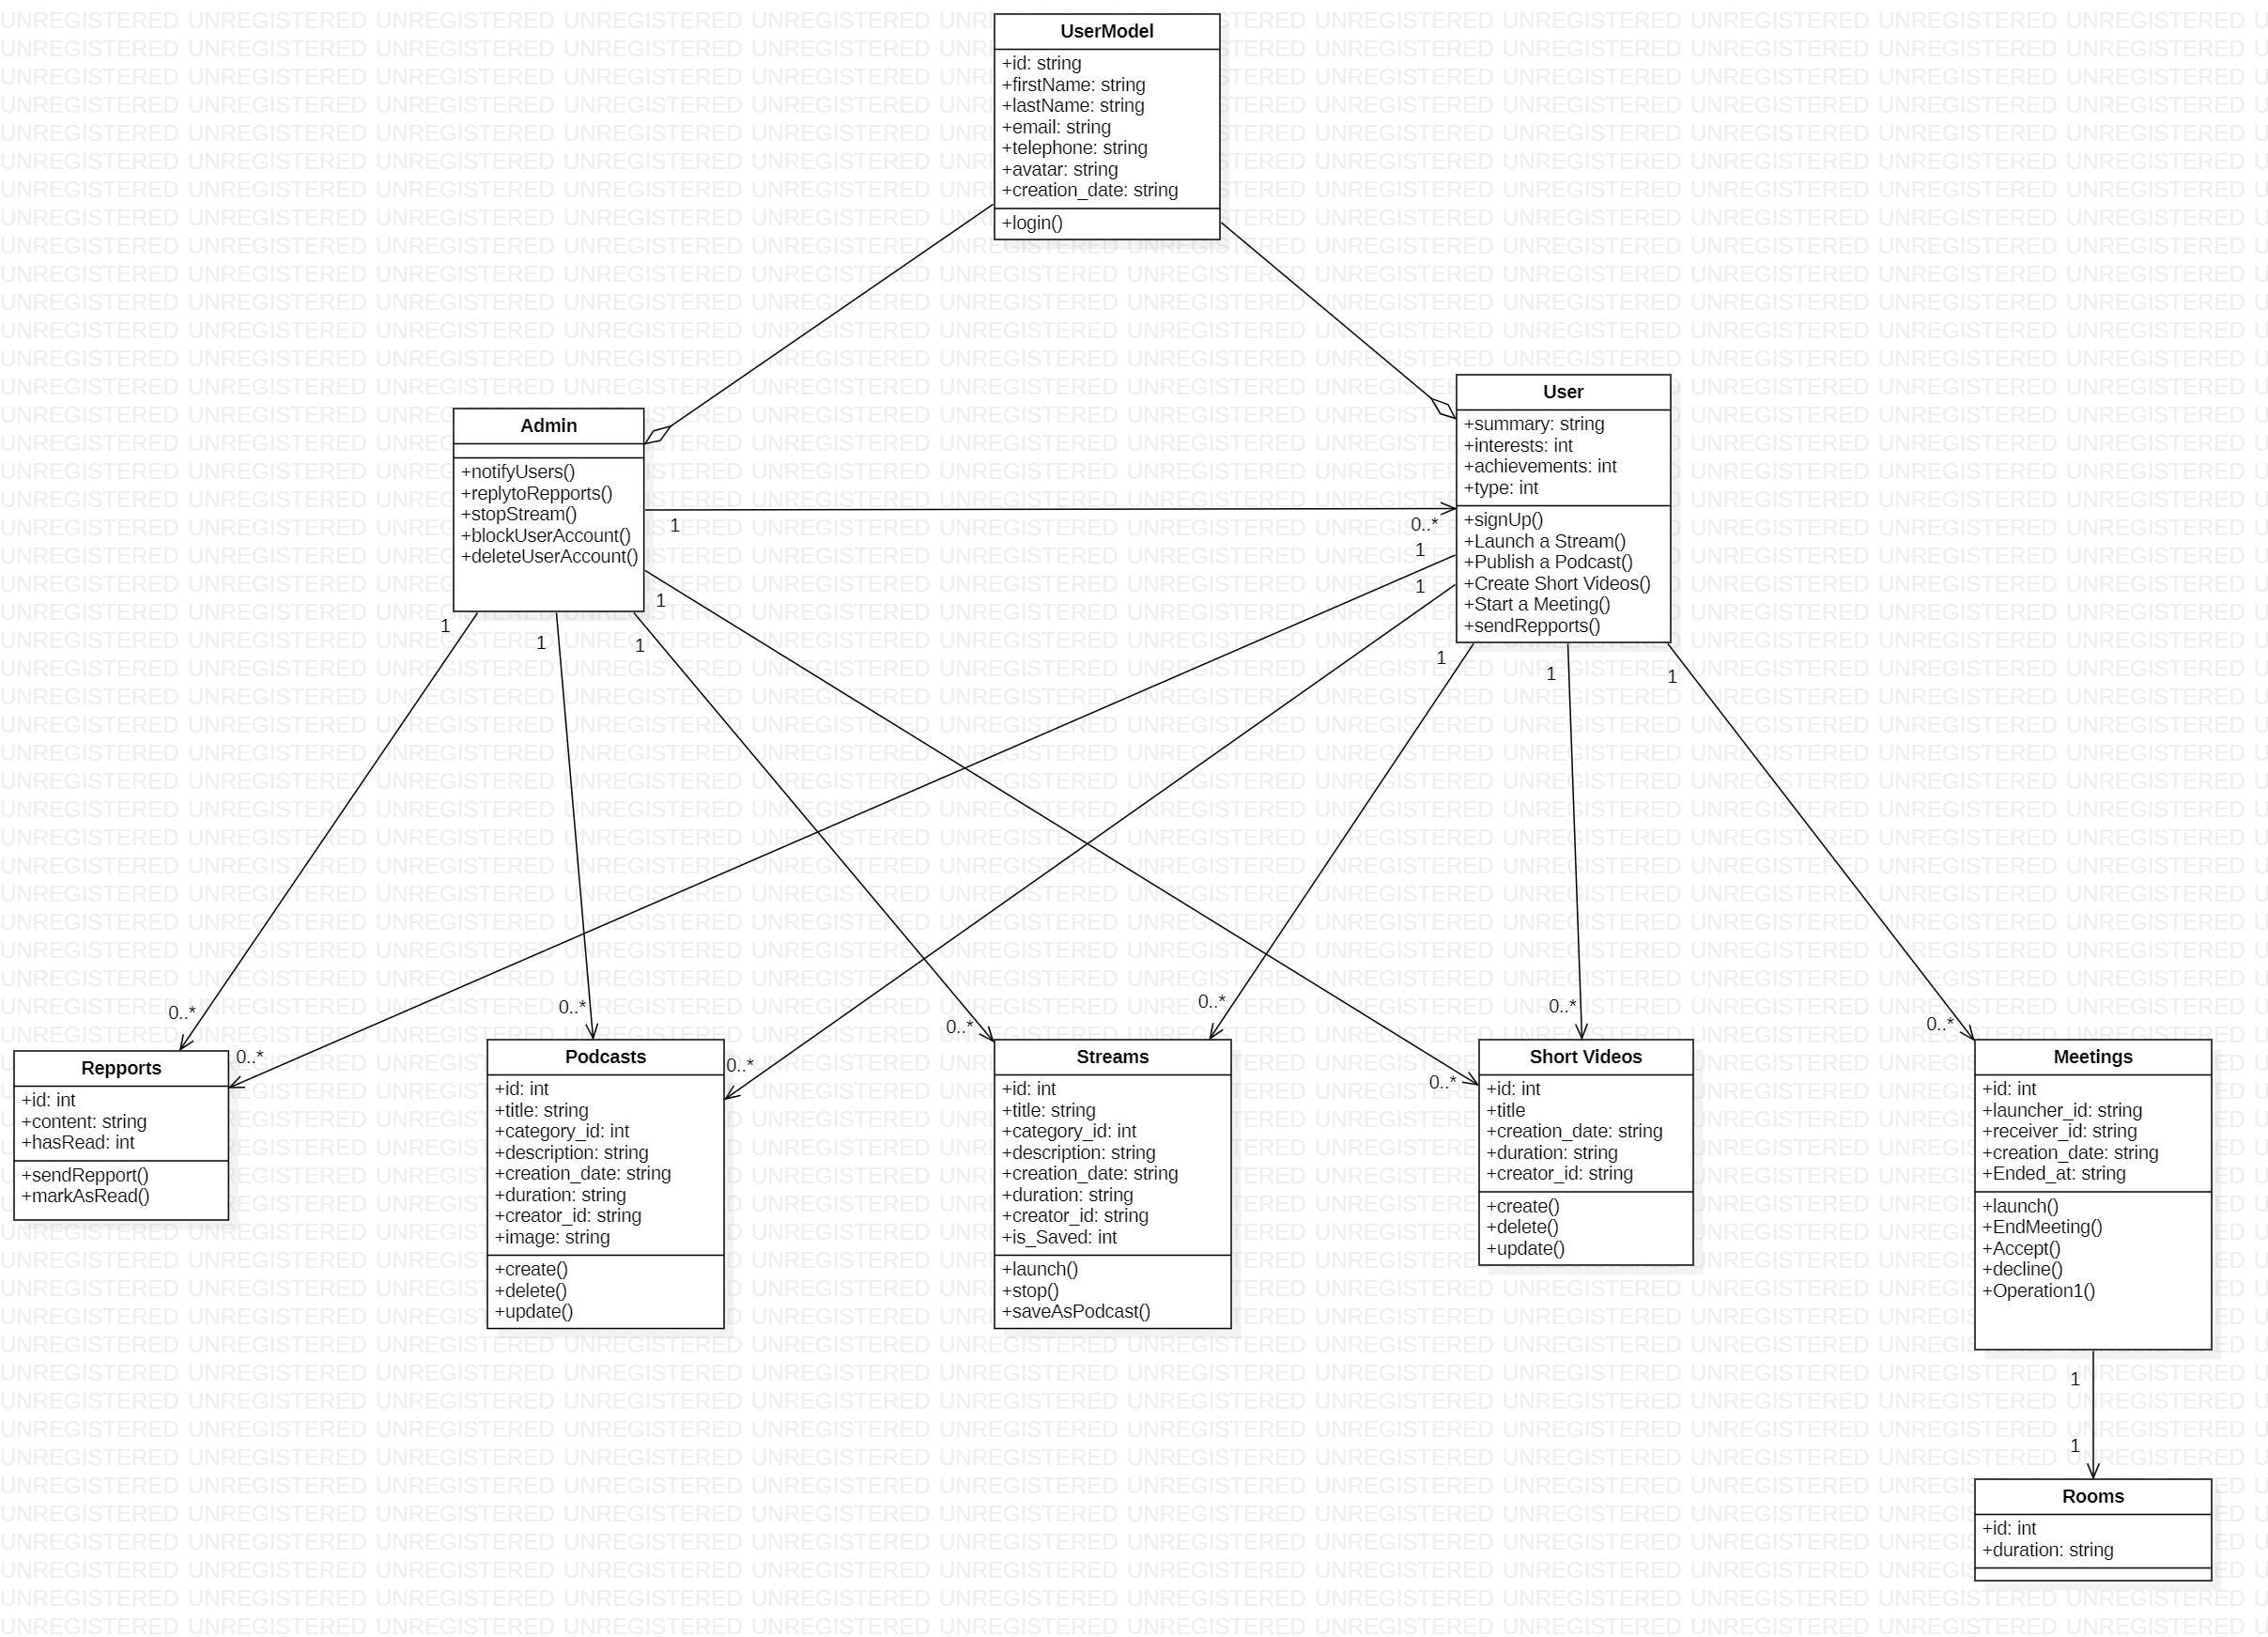 UserModel
+id: string
+firstName: string
+lastName: string
+email: string
+telephone: string
+avatar: string
+creation_date: string
+login()
Admin
+notifyUsers()
+replytoRepports()
+stopStream()
+blockUserAccount()
+deleteUserAccount()
User
+summary: string
+interests: int
+achievements: int
+type: int
+signUp()
+Launch a Stream()
+Publish a Podcast()
+Create Short Videos()
+Start a Meeting()
+sendRepports()
1
0..*
1
1
1
1
1
1
1
1
1
0..*
0..*
0..*
0..*
0..*
0..*
0..*
0..*
0..*
Repports
+id: int
+content: string
+hasRead: int
+sendRepport()
+markAsRead()
Podcasts
+id: int
+title: string
+category_id: int
+description: string
+creation_date: string
+duration: string
+creator_id: string
+image: string
+create()
+delete()
+update()
Streams
+id: int
+title: string
+category_id: int
+description: string
+creation_date: string
+duration: string
+creator_id: string
+is_Saved: int
+launch()
+stop()
+saveAsPodcast()
Short Videos
+id: int
+title
+creation_date: string
+duration: string
+creator_id: string
+create()
+delete()
+update()
Meetings
+id: int
+launcher_id: string
+receiver_id: string
+creation_date: string
+Ended_at: string
+launch()
+EndMeeting()
+Accept()
+decline()
+Operation1()
1
1
Rooms
+id: int
+duration: string
UNREGISTERED